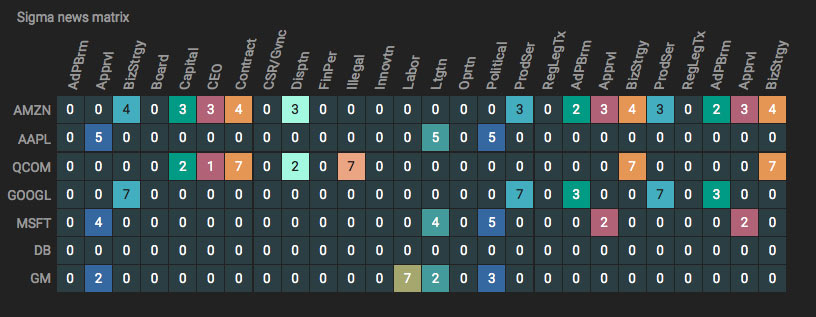 Sigma news matrix
AdPBrm Apprvl BizStrgy Board Capital CEO Contract CSR/Gvnc Disptn FinPer Illegal Innovtn Labor Ltgtn Oprtn Political ProdSer RegLegTx AdPBrm Apprvl BizStrgy ProdSer RegLegTx AdPBrm Apprvl BizStrgy
AMZN 0 0 4 0 3 3 4 0 3 0 0 0 0 0 0 0 3 0 2 3 4 3 0 2 3 4
AAPL 0 5 0 0 0 0 0 0 0 0 0 0 0 5 0 5 0 0 0 0 0 0 0 0 0 0
QCOM 0 0 0 0 2 1 7 0 2 0 7 0 0 0 0 0 0 0 0 0 7 0 0 0 0 7
GOOGL 0 0 7 0 0 0 0 0 0 0 0 0 0 0 0 0 7 0 3 0 0 7 0 3 0 0
MSFT 0 4 0 0 0 0 0 0 0 0 0 0 0 4 0 5 0 0 0 2 0 0 0 0 2 0
DB 0 0 0 0 0 0 0 0 0 0 0 0 0 0 0 0 0 0 0 0 0 0 0 0 0 0
GM 0 2 0 0 0 0 0 0 0 0 0 0 7 2 0 3 0 0 0 0 0 0 0 0 0 0